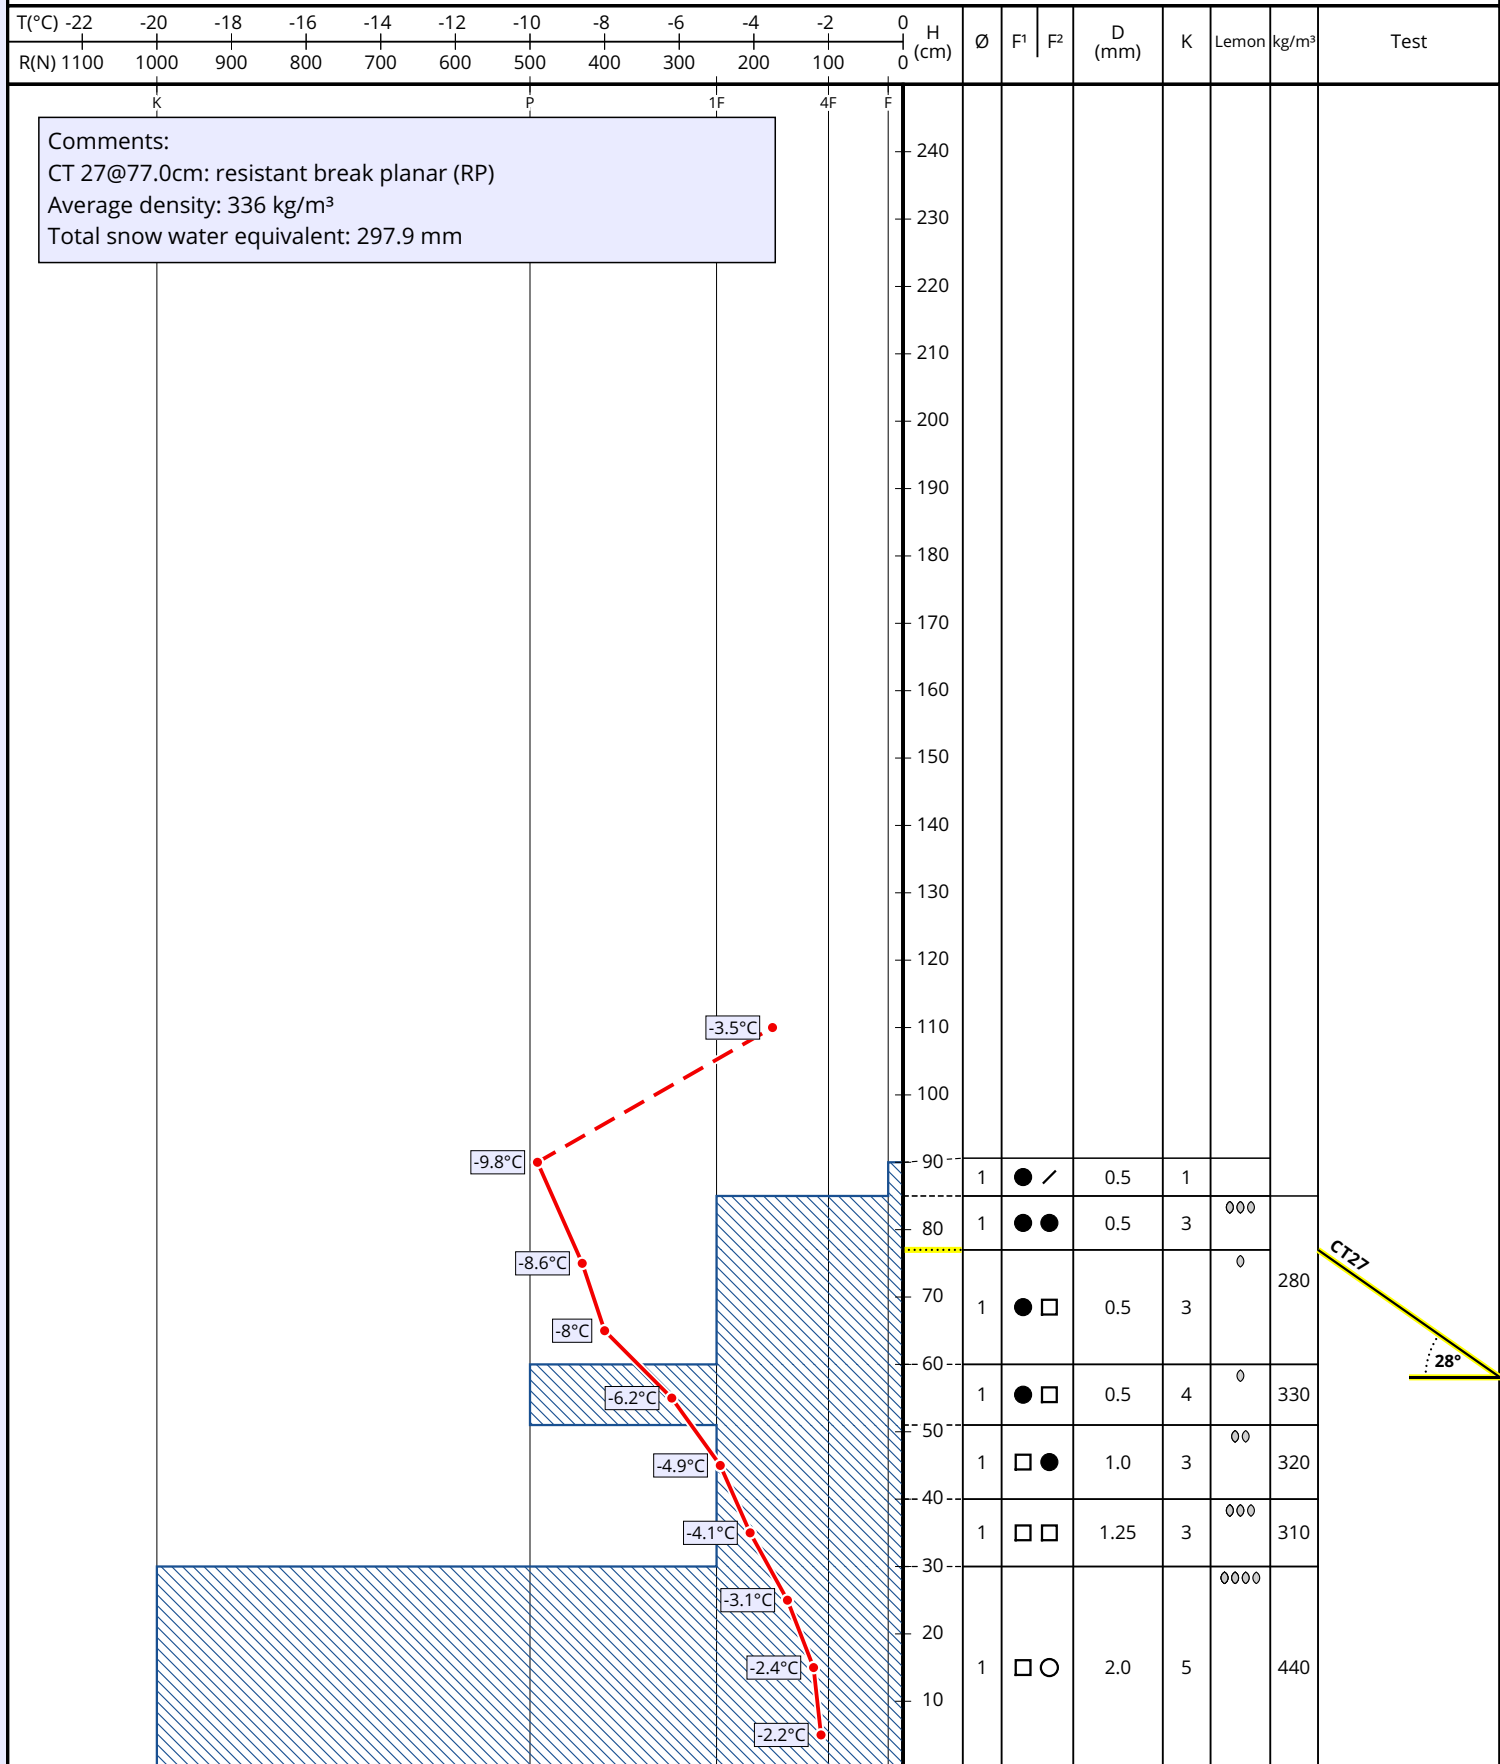 T(°C) -22 -20 -18 -16 -14 -12 -10 -8 -6 -4 -2 0
R(N) 1100 1000 900 800 700 600 500 400 300 200 100 0
H (cm) Ø F¹ F² D (mm) K Lemon kg/m³ Test
K P 1F 4F F
Comments:
CT 27@77.0cm: resistant break planar (RP)
Average density: 336 kg/m³
Total snow water equivalent: 297.9 mm
240
230
220
210
200
190
180
170
160
150
140
130
120
-3.5°C 110
100
-9.8°C 90
1 0.5 1
80 1 0.5 3
CT27
-8.6°C
280
70 1 0.5 3
-8°C
60
28°
-6.2°C 1 0.5 4 330
50
-4.9°C 1 1.0 3 320
40
-4.1°C 1 1.25 3 310
30
-3.1°C
20
-2.4°C 1 2.0 5 440
10
-2.2°C